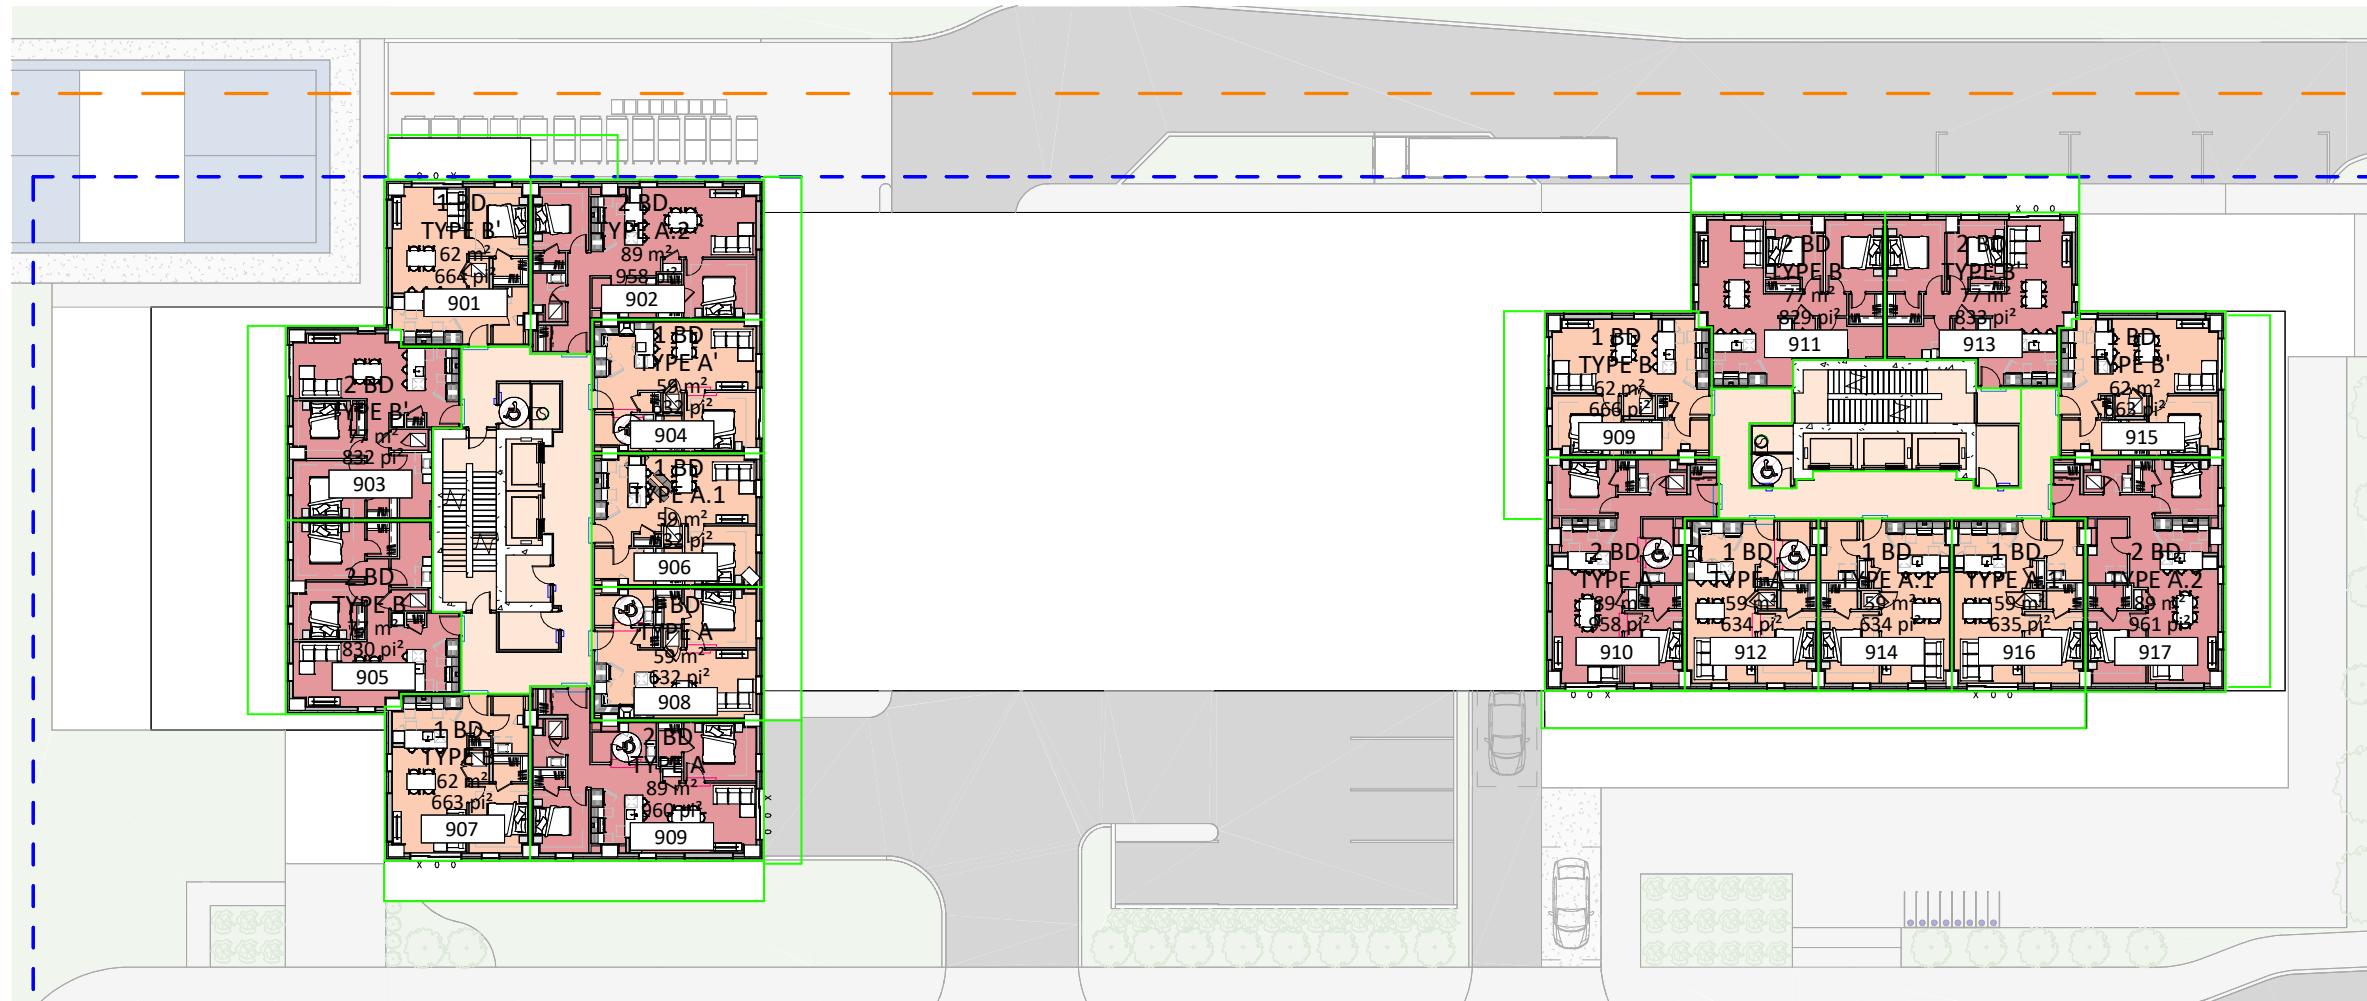 1 BD
TYPE B'
62 m²
664 pi²
901
2 BD
TYPE A.2
89 m²
958 pi²
902
2 BD
TYPE B'
77 m²
832 pi²
903
1 BD
TYPE A'
59 m²
632 pi²
904
1 BD
TYPE A.1
59 m²
906
2 BD
TYPE B
77 m²
830 pi²
905
1 BD
TYPE A
59 m²
632 pi²
908
1 BD
TYPE B
62 m²
663 pi²
907
2 BD
TYPE A
89 m²
960 pi²
909
2 BD
TYPE B
77 m²
829 pi²
911
2 BD
TYPE B'
77 m²
833 pi²
913
1 BD
TYPE B
62 m²
666 pi²
909
1 BD
TYPE B'
62 m²
663 pi²
915
2 BD
TYPE A
89 m²
958 pi²
910
1 BD
TYPE A
59 m²
634 pi²
912
1 BD
TYPE A.1
59 m²
634 pi²
914
1 BD
TYPE A.1
59 m²
635 pi²
916
2 BD
TYPE A.2
89 m²
961 pi²
917